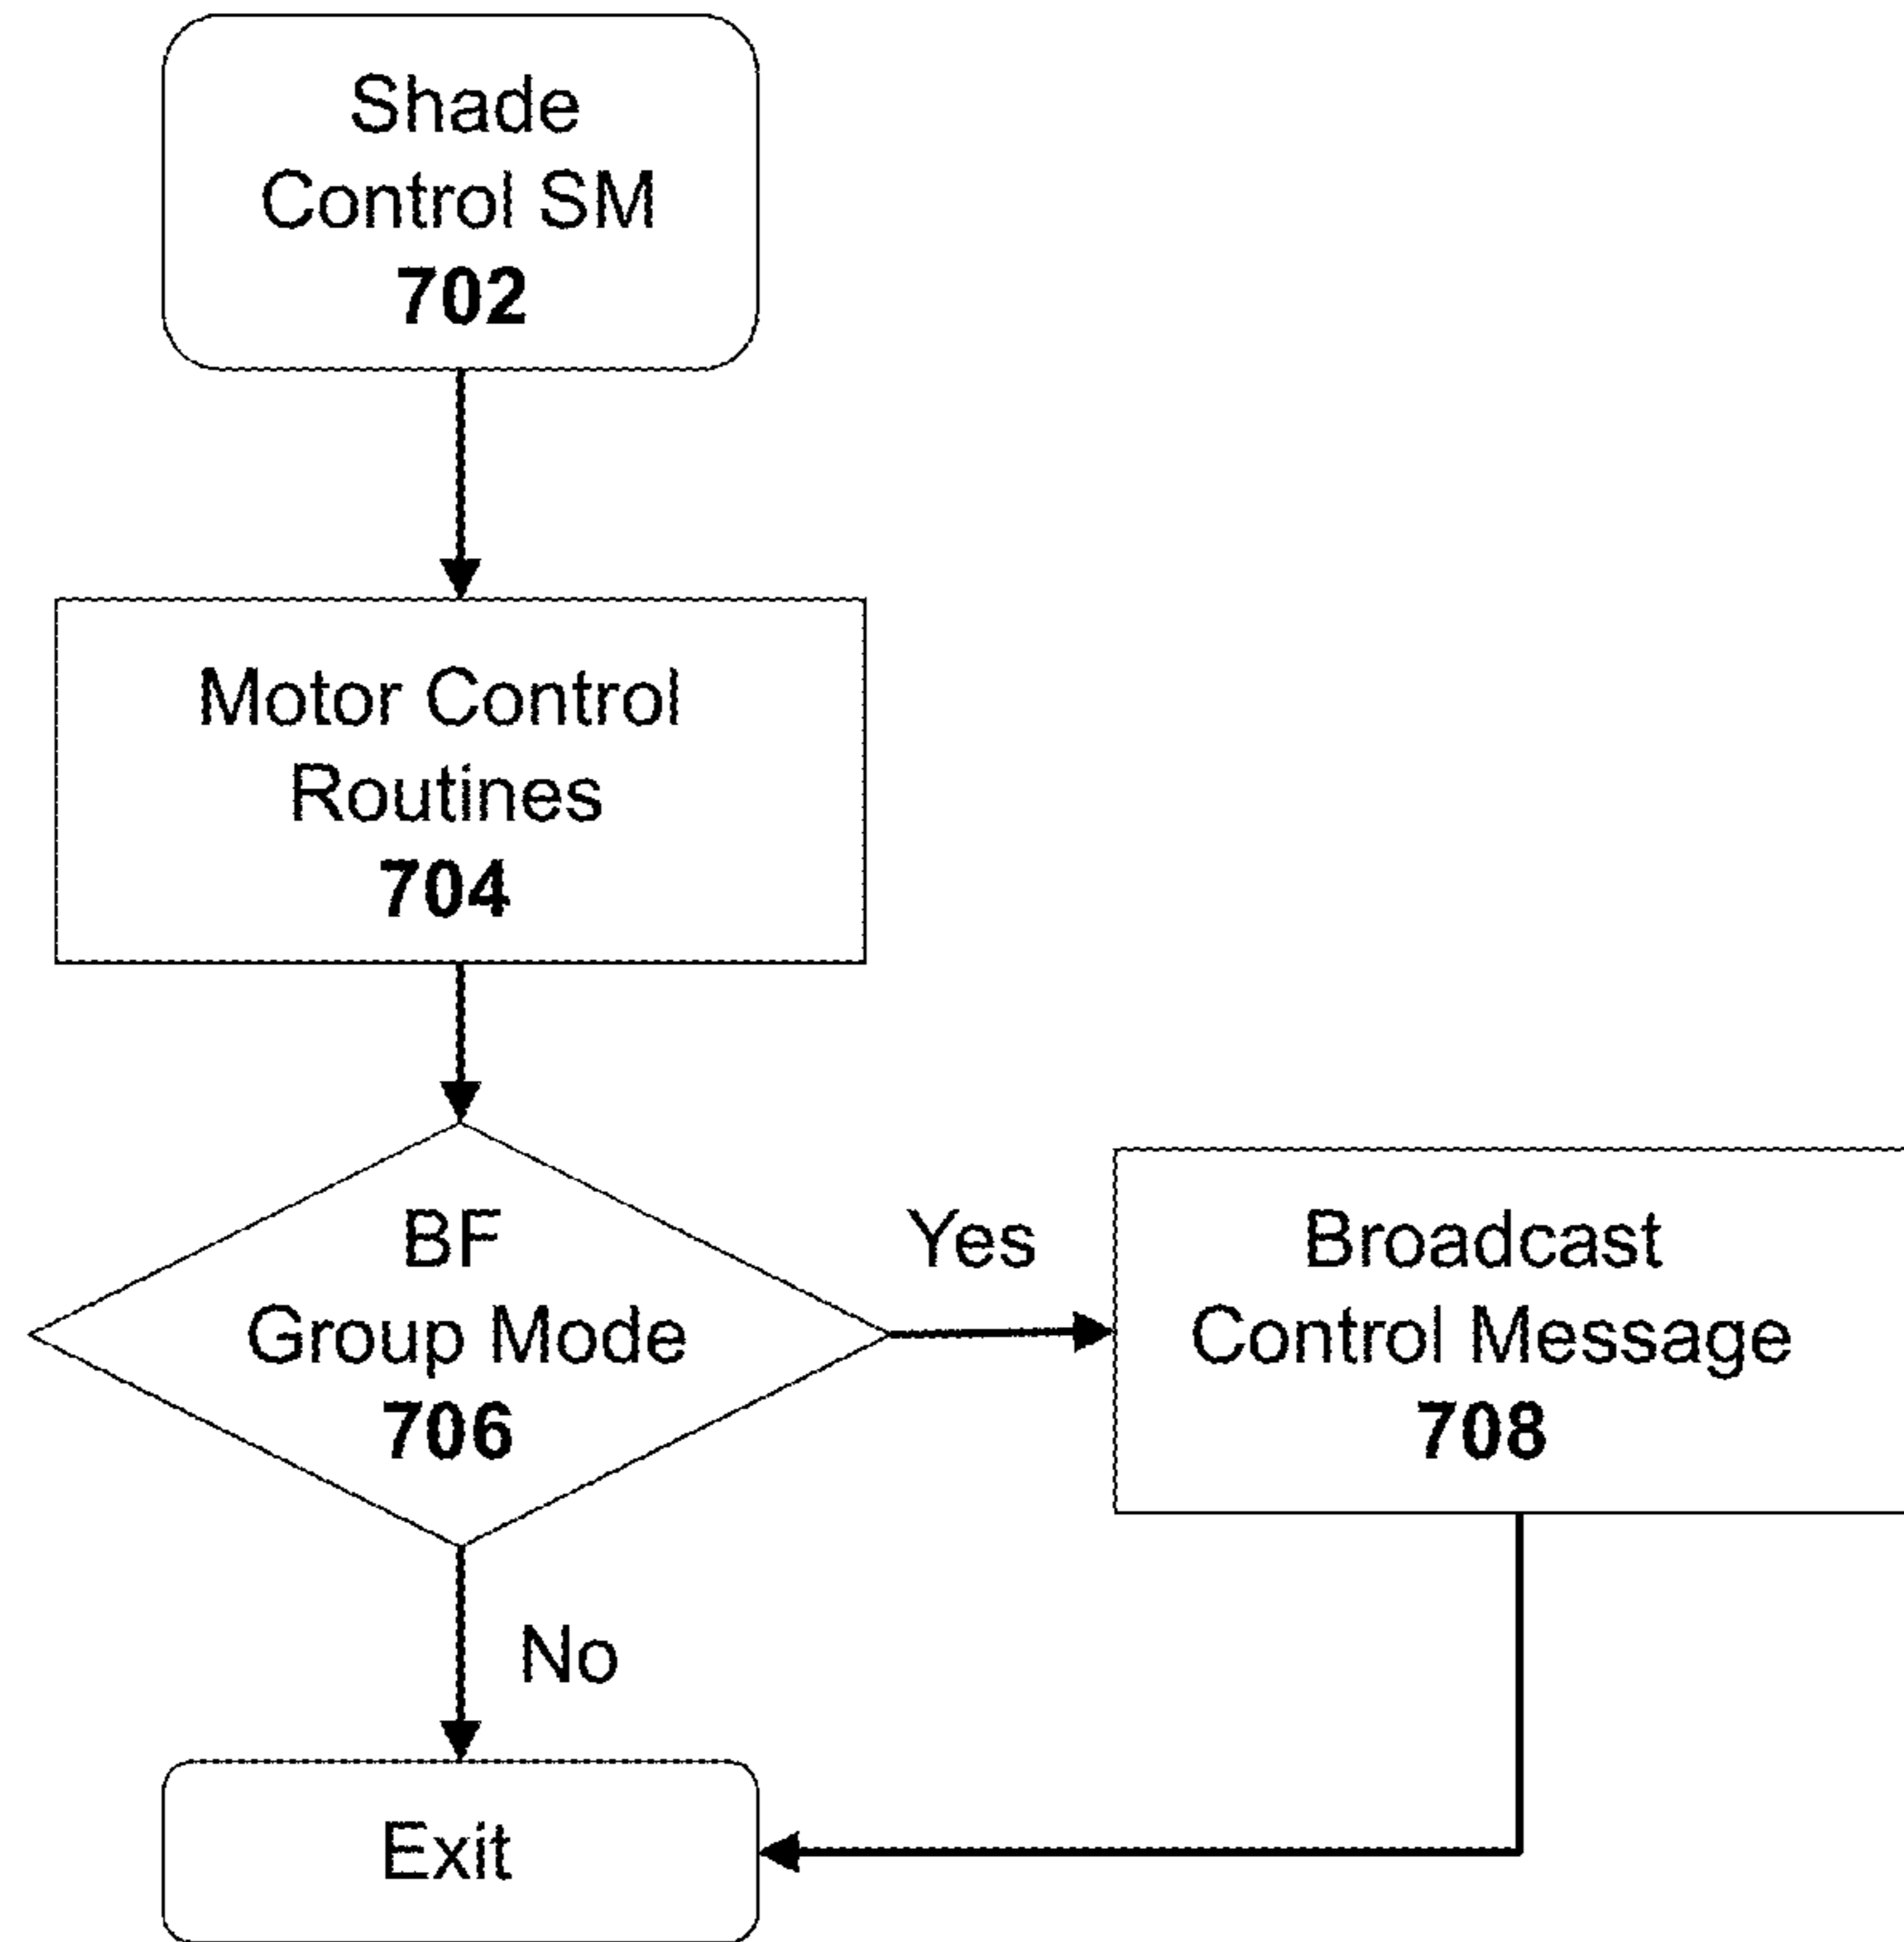 Shade
Control SM
702
Motor Control
Routines
704
BF
Group Mode
706
Yes
Broadcast
Control Message
708
No
Exit